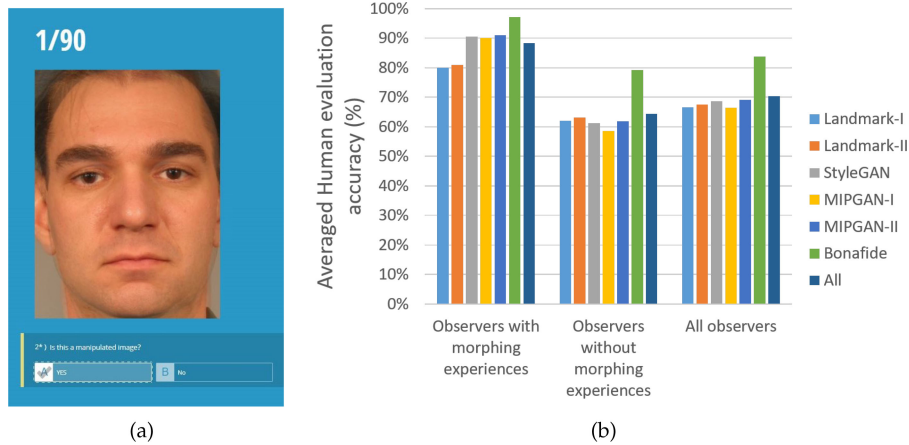 1/90
2* ) Is this a manipulated image?
A YES
B No
(a)
Averaged Human evaluation
accuracy (%)
100%
90%
80%
70%
60%
50%
40%
30%
20%
10%
0%
Observers with
morphing
experiences
Observers
without
morphing
experiences
All observers
Landmark-I
Landmark-II
StyleGAN
MIPGAN-I
MIPGAN-II
Bonafide
All
(b)